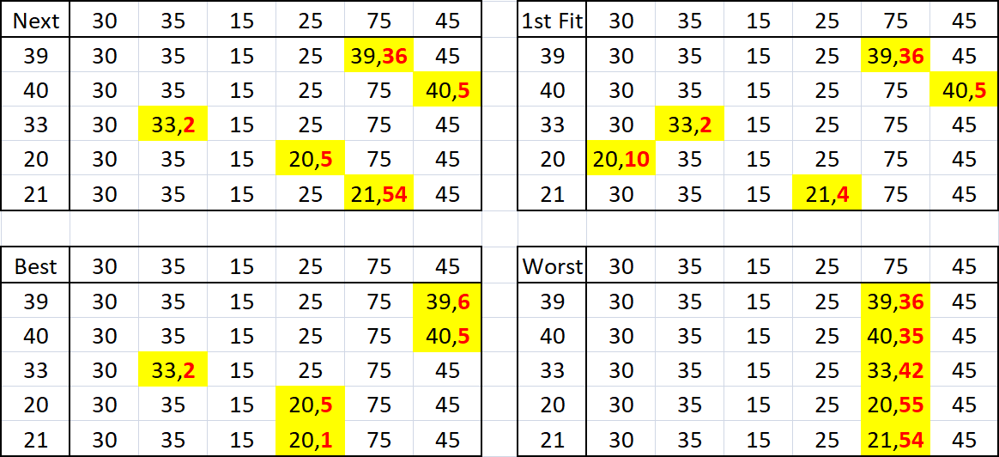 Next 30 35 15 25 75 45
39 30 35 15 25 39,36 45
40 30 35 15 25 75 40,5
33 30 33,2 15 25 75 45
20 30 35 15 20,5 75 45
21 30 35 15 25 21,54 45
1st Fit 30 35 15 25 75 45
39 30 35 15 25 39,36 45
40 30 35 15 25 75 40,5
33 30 33,2 15 25 75 45
20 20,10 35 15 25 75 45
21 30 35 15 21,4 75 45
Best 30 35 15 25 75 45
39 30 35 15 25 75 39,6
40 30 35 15 25 75 40,5
33 30 33,2 15 25 75 45
20 30 35 15 20,5 75 45
21 30 35 15 20,1 75 45
Worst 30 35 15 25 75 45
39 30 35 15 25 39,36 45
40 30 35 15 25 40,35 45
33 30 35 15 25 33,42 45
20 30 35 15 25 20,55 45
21 30 35 15 25 21,54 45